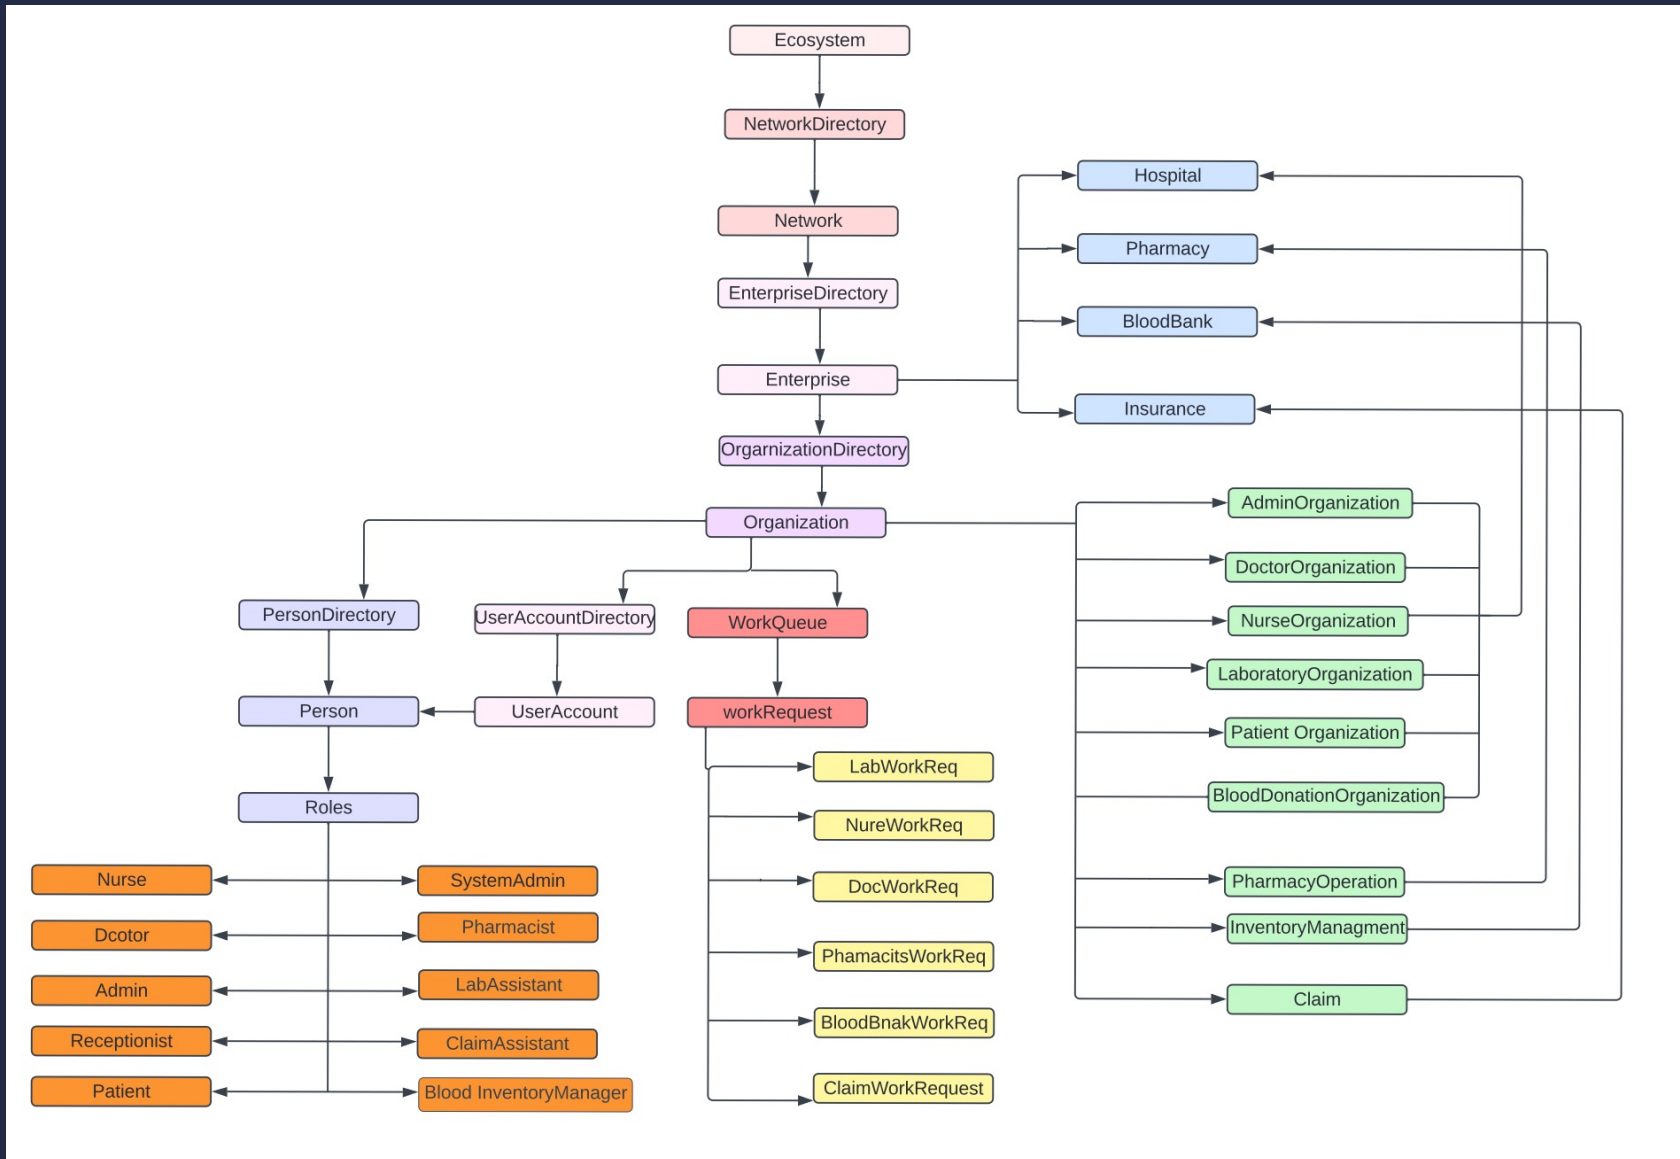 Ecosystem
NetworkDirectory
Network
EnterpriseDirectory
Enterprise
OrgarnizationDirectory
Organization
Hospital
Pharmacy
BloodBank
Insurance
AdminOrganization
DoctorOrganization
NurseOrganization
LaboratoryOrganization
Patient Organization
BloodDonationOrganization
PharmacyOperation
InventoryManagment
Claim
PersonDirectory
Person
Roles
UserAccountDirectory
UserAccount
WorkQueue
workRequest
LabWorkReq
NureWorkReq
DocWorkReq
PhamacitsWorkReq
BloodBnakWorkReq
ClaimWorkRequest
Nurse
SystemAdmin
Dcotor
Pharmacist
Admin
LabAssistant
Receptionist
ClaimAssistant
Patient
Blood InventoryManager